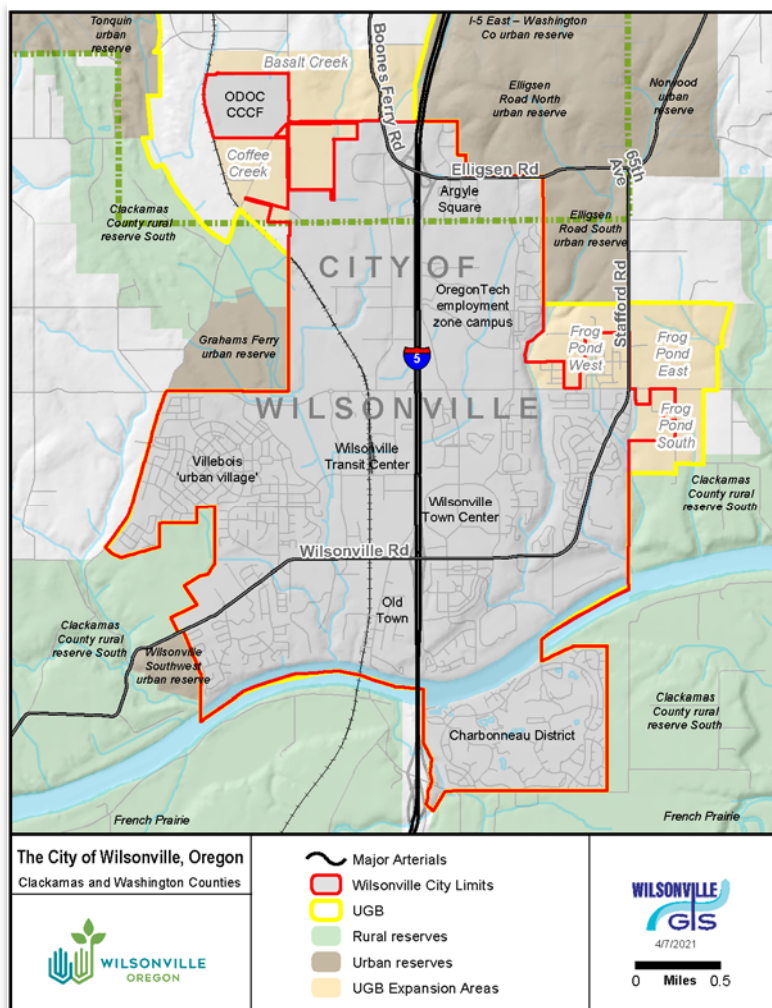 Tonquin
urban
reserve
Basalt Creek
Boones Ferry Rd
I-5 East – Washington
Co urban reserve
ODOC
CCCF
Elligsen
Road North
urban reserve
Norwood
urban
reserve
Coffee
Creek
Elligsen Rd
65th
Ave
Argyle
Square
Clackamas
County rural
reserve South
Elligsen
Road South
urban reserve
CITY OF
OregonTech
employment
zone campus
Stafford Rd
Grahams Ferry
urban reserve
5
Frog
Pond
West
Frog
Pond
East
WILSONVILLE
Frog
Pond
South
Villebois
'urban village'
Wilsonville
Transit Center
Wilsonville
Town Center
Clackamas
County rural
reserve South
Wilsonville Rd
Old
Town
Clackamas
County rural
reserve South
Wilsonville
Southwest
urban reserve
Clackamas
County rural
reserve South
Charbonneau District
French Prairie
French Prairie
The City of Wilsonville, Oregon
Clackamas and Washington Counties
WILSONVILLE
OREGON
Major Arterials
Wilsonville City Limits
UGB
Rural reserves
Urban reserves
UGB Expansion Areas
WILSONVILLE
GIS
4/7/2021
0 Miles 0.5